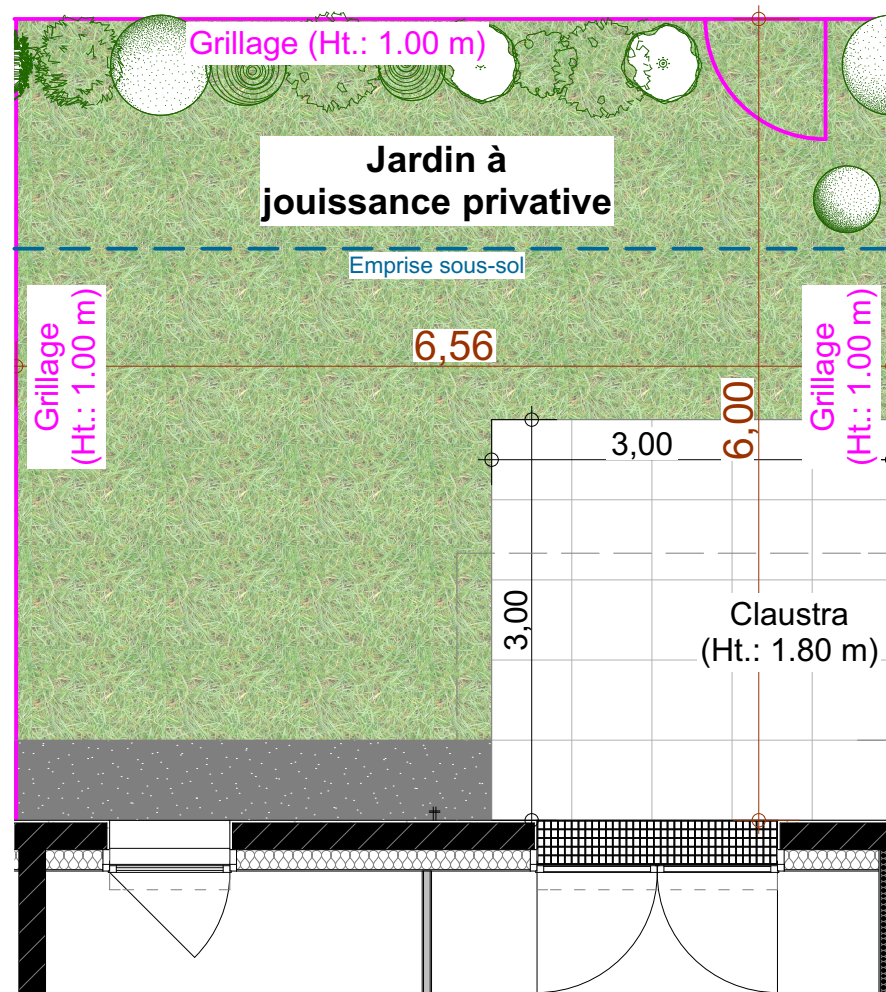 Grillage (Ht.: 1.00 m)
Jardin à
jouissance privative
Emprise sous-sol
Grillage
(Ht.: 1.00 m)
6,56
Grillage
(Ht.: 1.00 m)
6,00
3,00
3,00
Claustra
(Ht.: 1.80 m)